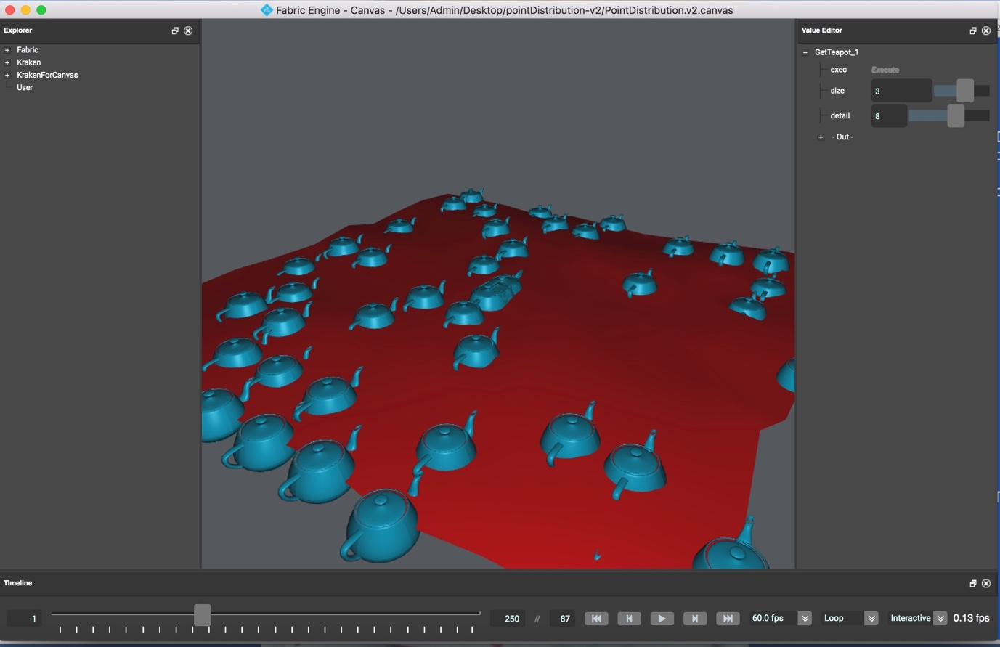 Fabric Engine - Canvas - /Users/Admin/Desktop/pointDistribution-v2/PointDistribution.v2.canvas
Explorer
Fabric
Kraken
KrakenForCanvas
User
Value Editor
GetTeapot_1
exec Execute
size 3
detail 8
- Out -
Timeline
1 250 // 87 60.0 fps Loop Interactive 0.13 fps